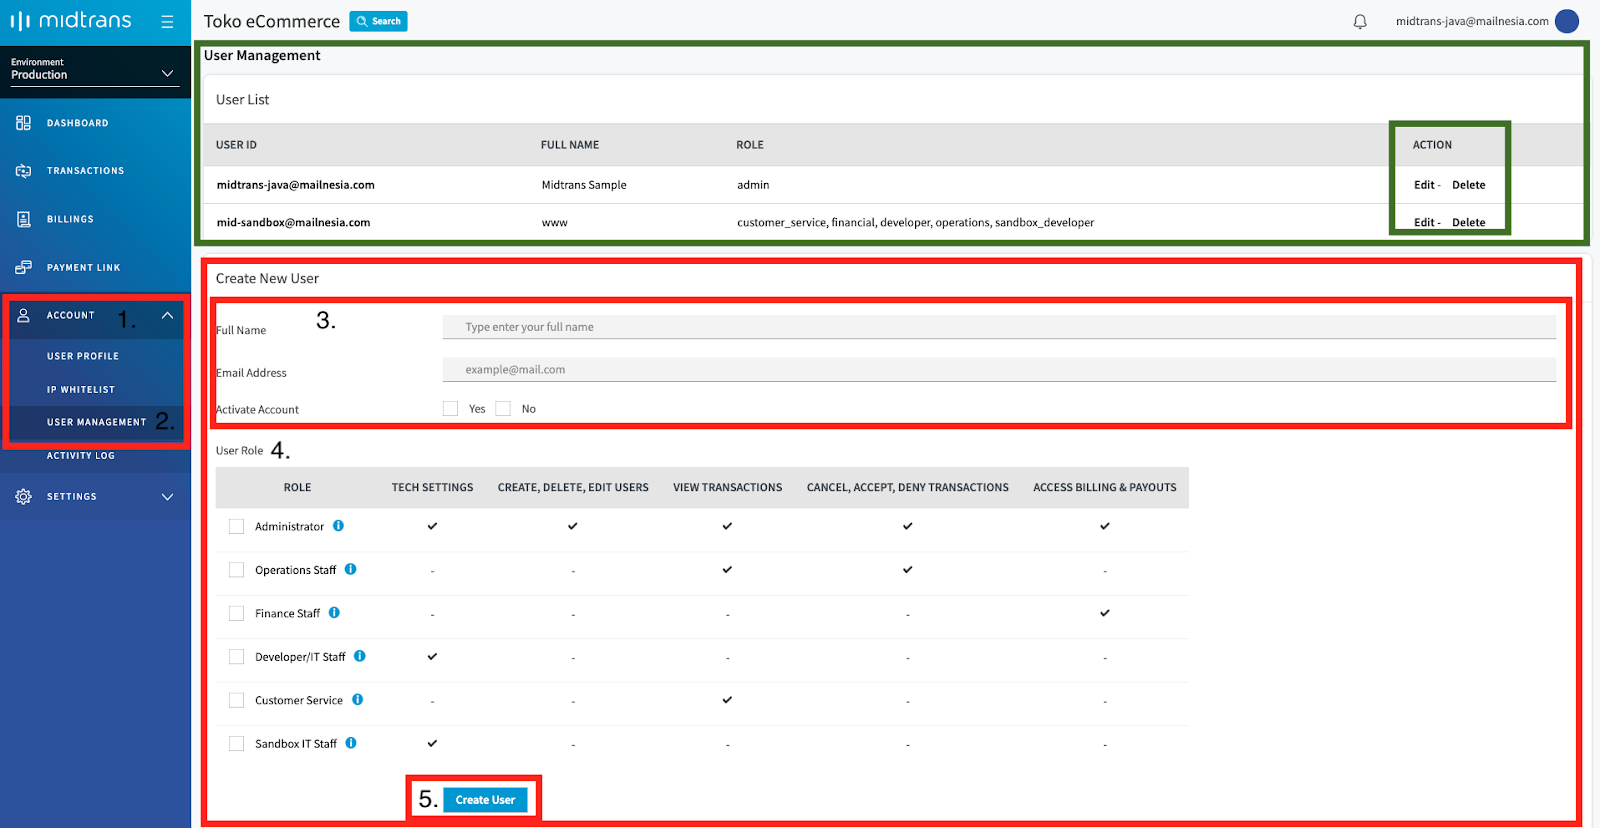 midtrans
Toko eCommerce
Search
midtrans-java@mailnesia.com
Environment
Production
DASHBOARD
TRANSACTIONS
BILLINGS
PAYMENT LINK
ACCOUNT 1.
USER PROFILE
IP WHITELIST
USER MANAGEMENT 2.
ACTIVITY LOG
SETTINGS
User Management
User List
USER ID FULL NAME ROLE ACTION
midtrans-java@mailnesia.com Midtrans Sample admin Edit - Delete
mid-sandbox@mailnesia.com www customer_service, financial, developer, operations, sandbox_developer Edit - Delete
Create New User
3.
Full Name Type enter your full name
Email Address example@mail.com
Activate Account Yes No
User Role 4.
ROLE TECH SETTINGS CREATE, DELETE, EDIT USERS VIEW TRANSACTIONS CANCEL, ACCEPT, DENY TRANSACTIONS ACCESS BILLING & PAYOUTS
Administrator i ✔ ✔ ✔ ✔ ✔
Operations Staff i - - ✔ ✔ -
Finance Staff i - - - - ✔
Developer/IT Staff i ✔ - - - -
Customer Service i - - ✔ - -
Sandbox IT Staff i ✔ - - - -
5. Create User